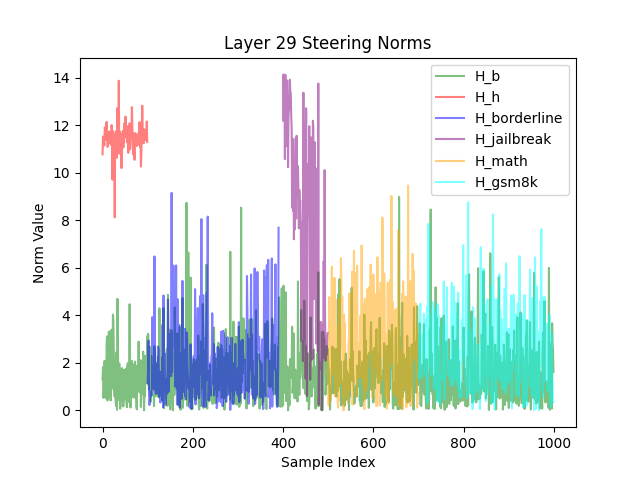 Layer 29 Steering Norms
Norm Value
14
12
10
8
6
4
2
0
H_b
H_h
H_borderline
H_jailbreak
H_math
H_gsm8k
0
200
400
600
800
1000
Sample Index